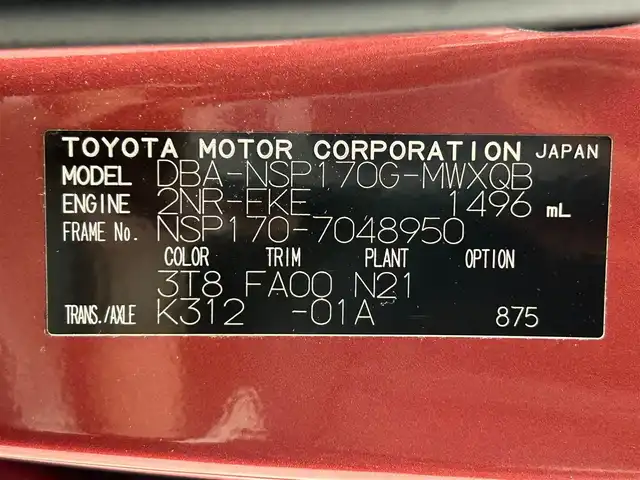 TOYOTA MOTOR CORPORATION JAPAN
MODEL DBA-NSP170G-MWXQB
ENGINE 2NR-FKE 1496 mL
FRAME No. NSP170-7048950
COLOR TRIM PLANT OPTION
3T8 FA00 N21
TRANS./AXLE K312 -01A 875